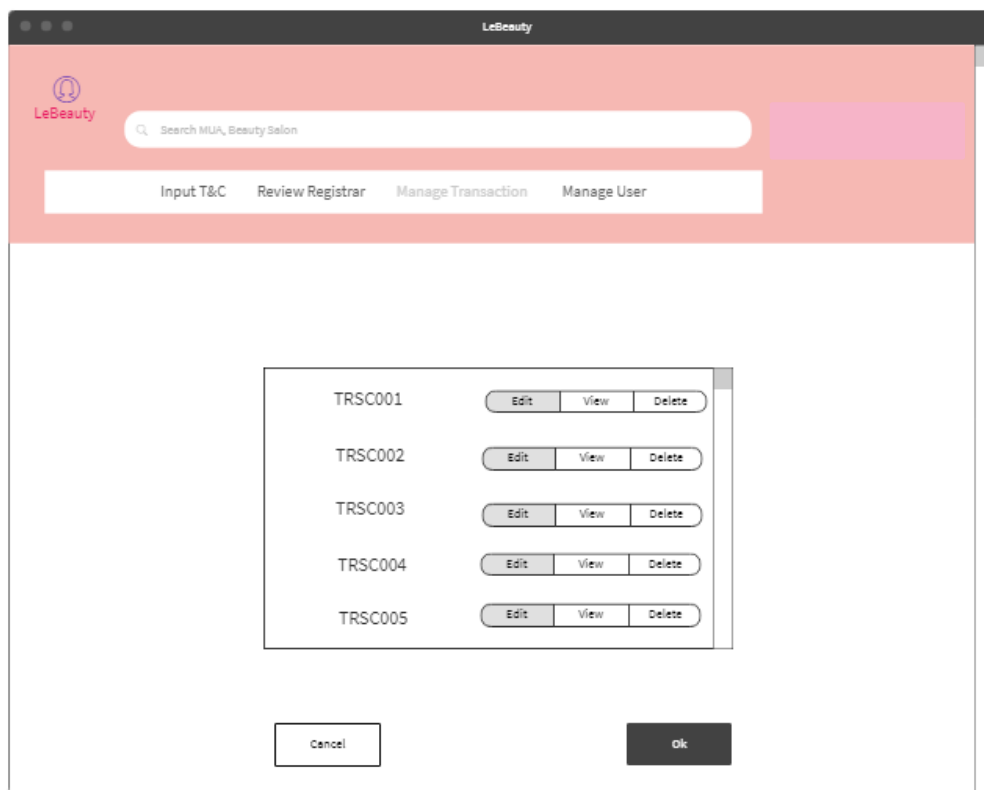 LeBeauty
LeBeauty
Search MUA, Beauty Salon
Input T&C Review Registrar Manage Transaction Manage User
TRSC001 Edit View Delete
TRSC002 Edit View Delete
TRSC003 Edit View Delete
TRSC004 Edit View Delete
TRSC005 Edit View Delete
Cancel Ok